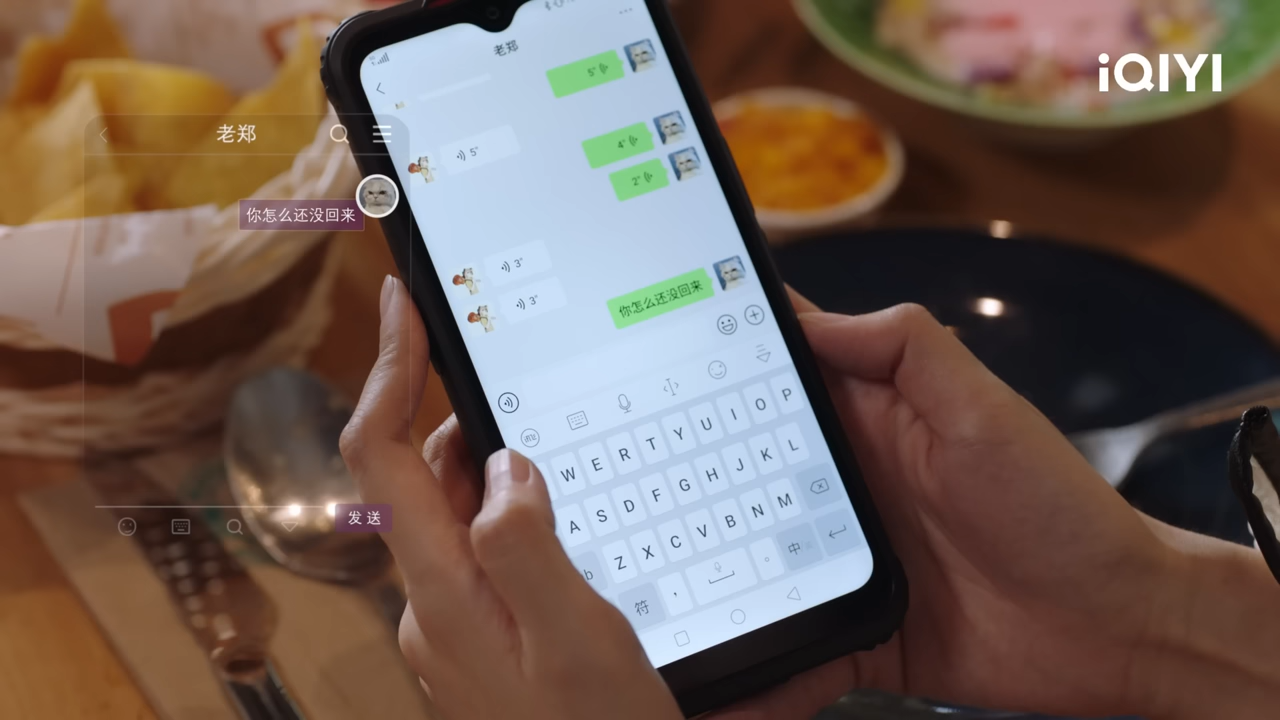 iQIYI
老郑
你怎么还没回来
发送
老郑
5"
5"
4"
2"
3"
3"
你怎么还没回来
W E R T Y U I O P
A S D F G H J K L
Z X C V B N M
符 ， 。 中